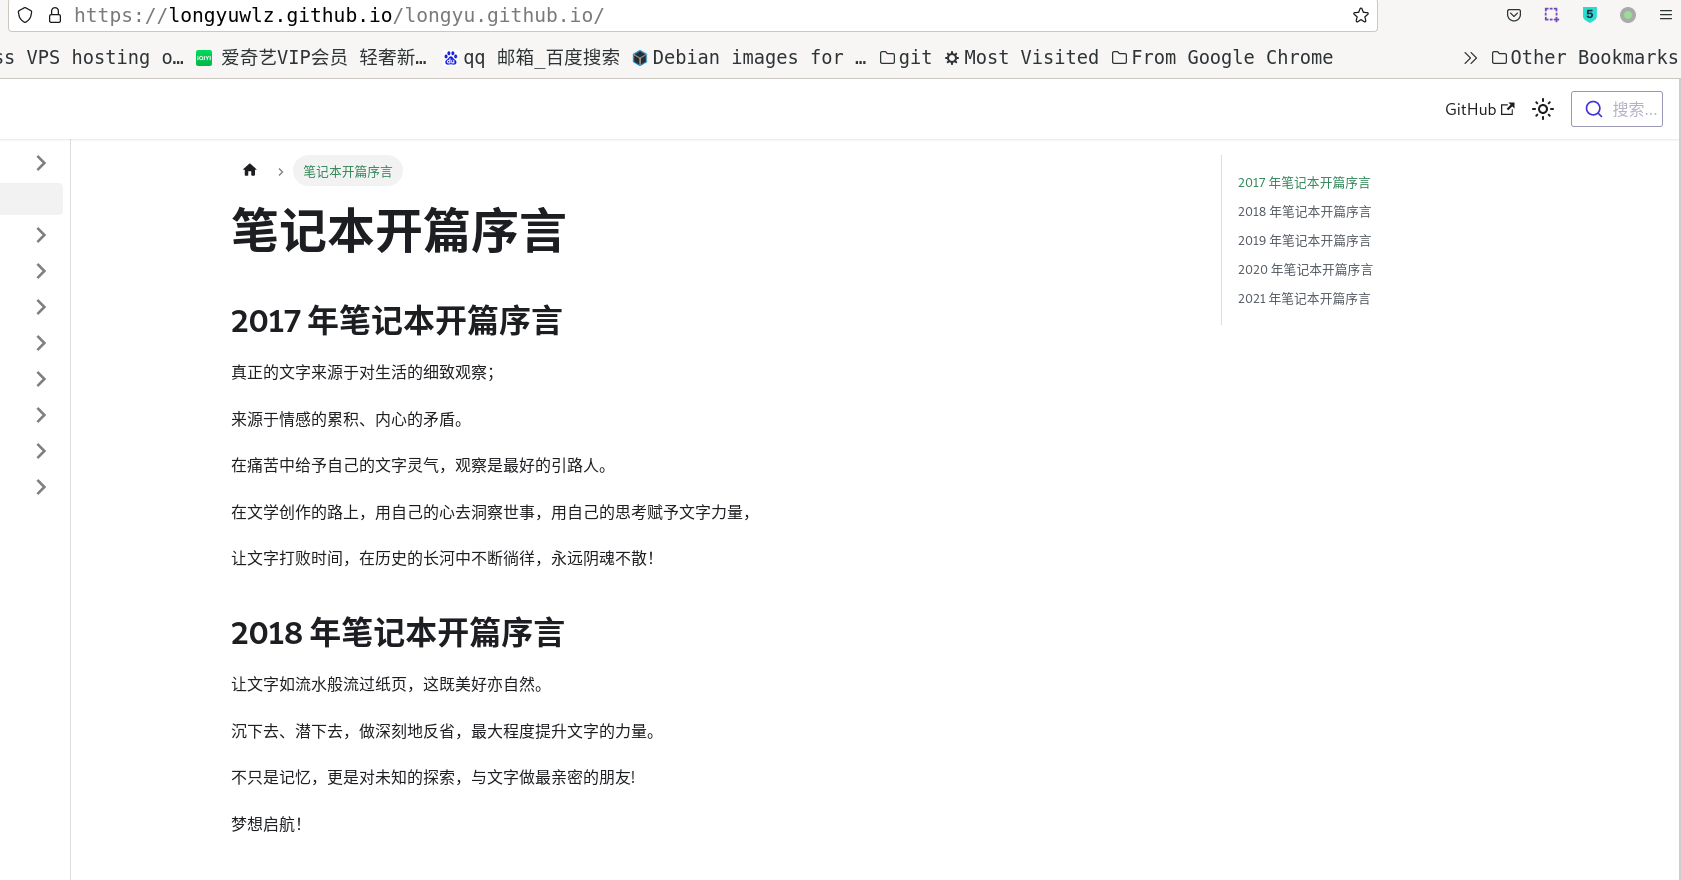 https://longyuwlz.github.io/longyu.github.io/
5
ss VPS hosting o… 爱奇艺VIP会员 轻奢新… qq 邮箱_百度搜索 Debian images for … git Most Visited From Google Chrome Other Bookmarks
GitHub 搜索...
笔记本开篇序言
笔记本开篇序言
2017 年笔记本开篇序言
真正的文字来源于对生活的细致观察；
来源于情感的累积、内心的矛盾。
在痛苦中给予自己的文字灵气，观察是最好的引路人。
在文学创作的路上，用自己的心去洞察世事，用自己的思考赋予文字力量，
让文字打败时间，在历史的长河中不断徜徉，永远阴魂不散！
2018 年笔记本开篇序言
让文字如流水般流过纸页，这既美好亦自然。
沉下去、潜下去，做深刻地反省，最大程度提升文字的力量。
不只是记忆，更是对未知的探索，与文字做最亲密的朋友!
梦想启航！
2017 年笔记本开篇序言
2018 年笔记本开篇序言
2019 年笔记本开篇序言
2020 年笔记本开篇序言
2021 年笔记本开篇序言